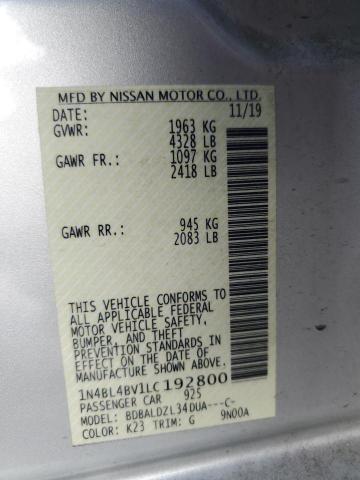 MFD BY NISSAN MOTOR CO., LTD.
DATE: 11/19
GVWR: 1963 KG
4328 LB
GAWR FR.: 1097 KG
2418 LB
GAWR RR.: 945 KG
2083 LB
THIS VEHICLE CONFORMS TO
ALL APPLICABLE FEDERAL
MOTOR VEHICLE SAFETY,
BUMPER, AND THEFT
PREVENTION STANDARDS
IN EFFECT ON THE DATE OF
MANUFACTURE SHOWN ABOVE.
1N4BL4BV1LC192800
PASSENGER CAR 925
MODEL: BDBALDZL34DUA---C-
COLOR: K23 TRIM: G 9N00A